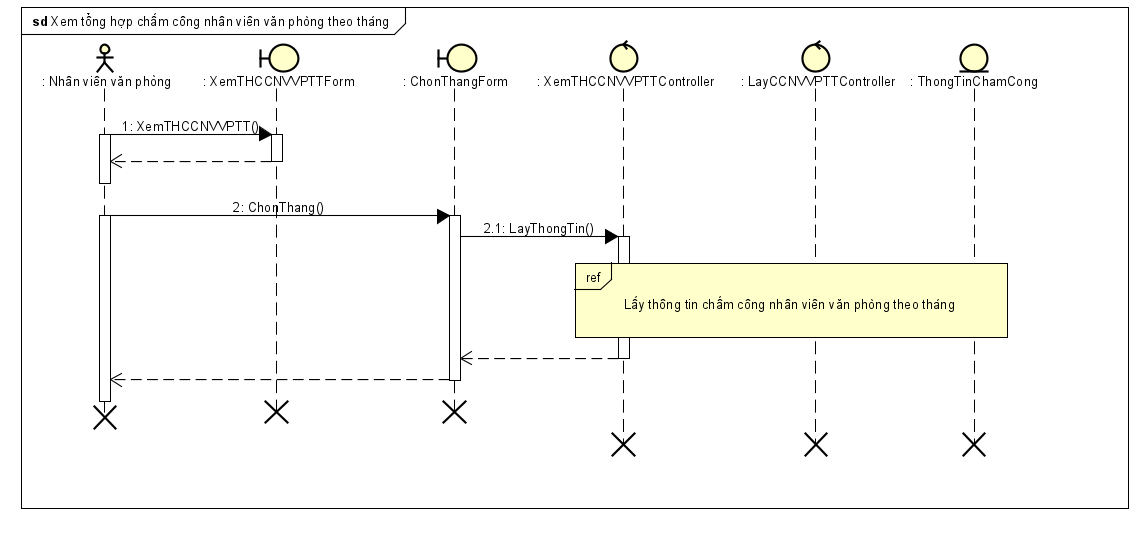 sd Xem tổng hợp chấm công nhân viên văn phòng theo tháng
: Nhân viên văn phòng
: XemTHCCNVVPTTForm
: ChonThangForm
: XemTHCCNVVPTTController
: LayCCNVVPTTController
: ThongTinChamCong
1: XemTHCCNVVPTT()
2: ChonThang()
2.1: LayThongTin()
ref
Lấy thông tin chấm công nhân viên văn phòng theo tháng